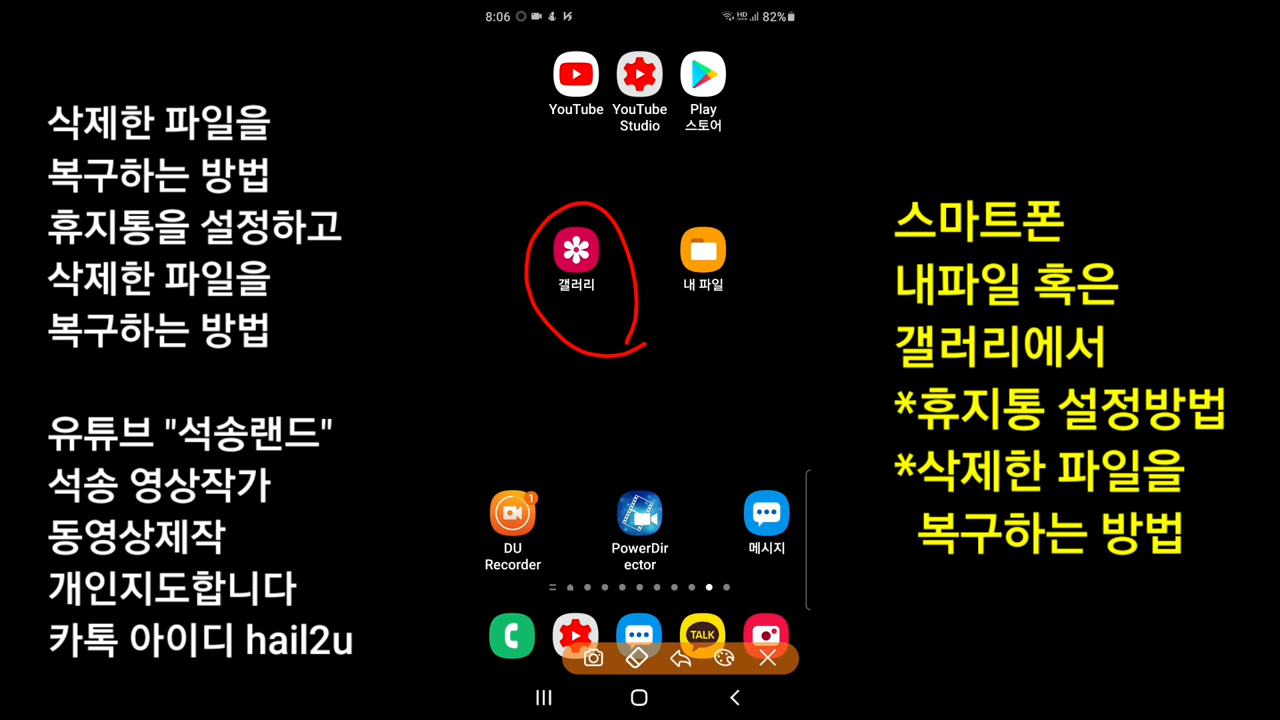 삭제한 파일을
복구하는 방법
휴지통을 설정하고
삭제한 파일을
복구하는 방법
유튜브 "석송랜드"
석송 영상작가
동영상제작
개인지도합니다
카톡 아이디 hail2u
8:06
HD
82%
YouTube
YouTube
Studio
Play
스토어
갤러리
내 파일
1
DU
Recorder
PowerDir
ector
메시지
TALK
스마트폰
내파일 혹은
갤러리에서
*휴지통 설정방법
*삭제한 파일을
복구하는 방법